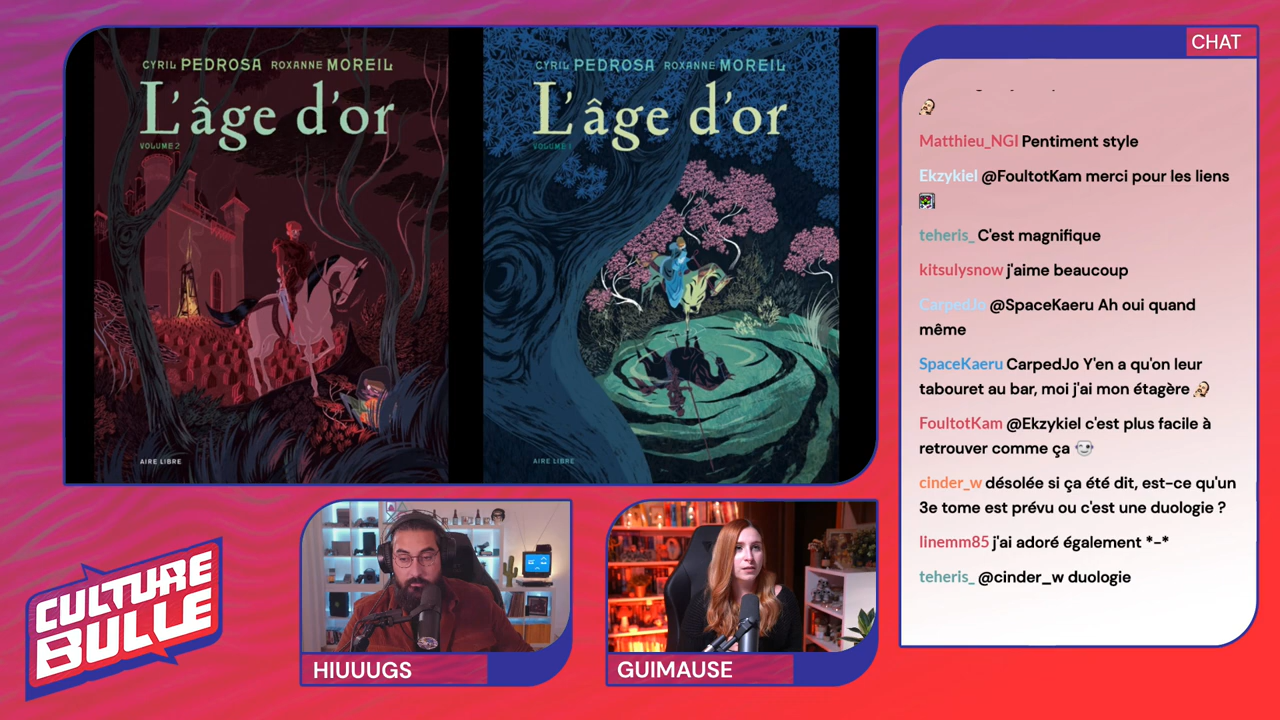 CYRIL PEDROSA ROXANNE MOREIL
L'âge d'or
VOLUME 2
AIRE LIBRE
CYRIL PEDROSA ROXANNE MOREIL
L'âge d'or
VOLUME 1
AIRE LIBRE
CULTURE
BULLE
HIUUUGS
GUIMAUSE
CHAT
Matthieu_NGI Pentiment style
Ekzykiel @FoultotKam merci pour les liens
teheris_ C'est magnifique
kitsulysnow j'aime beaucoup
CarpedJo @SpaceKaeru Ah oui quand
même
SpaceKaeru CarpedJo Y'en a qu'on leur
tabouret au bar, moi j'ai mon étagère
FoultotKam @Ekzykiel c'est plus facile à
retrouver comme ça
cinder_w désolée si ça été dit, est-ce qu'un
3e tome est prévu ou c'est une duologie ?
linemm85 j'ai adoré également *-*
teheris_ @cinder_w duologie